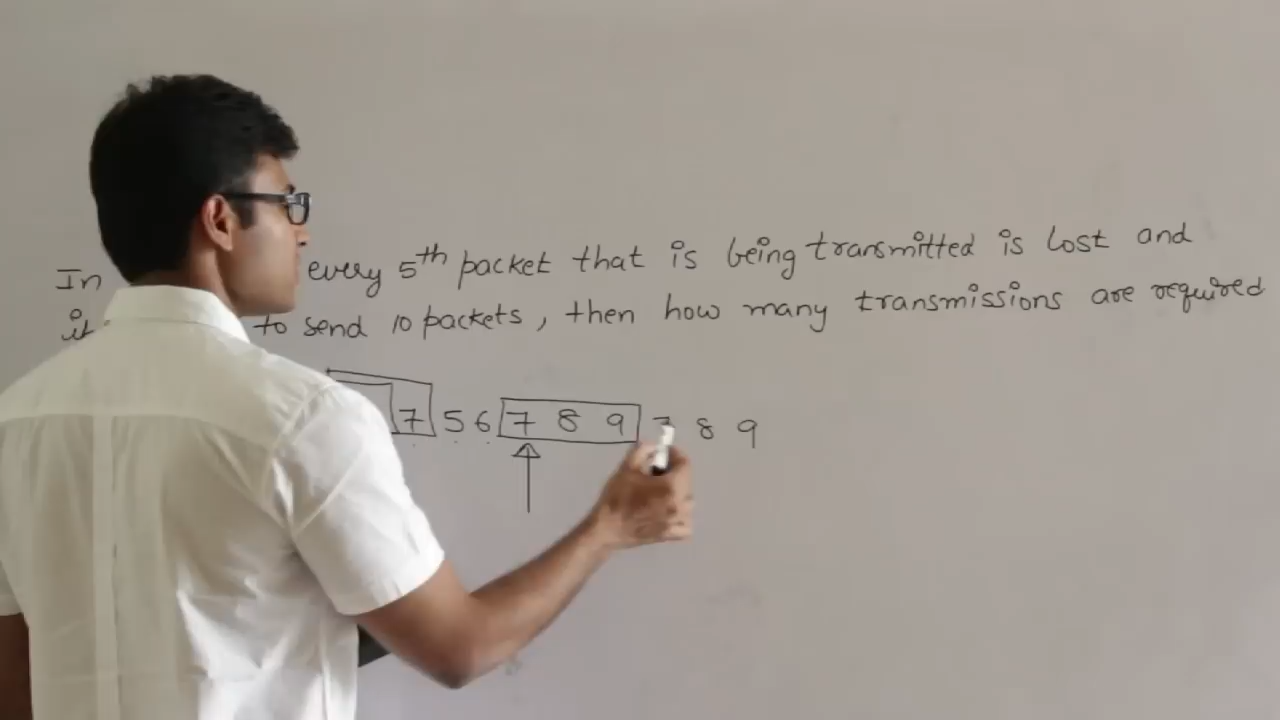 In every 5th packet that is being transmitted is lost and
it to send 10 packets, then how many transmissions are required
7 5 6 7 8 9 7 8 9